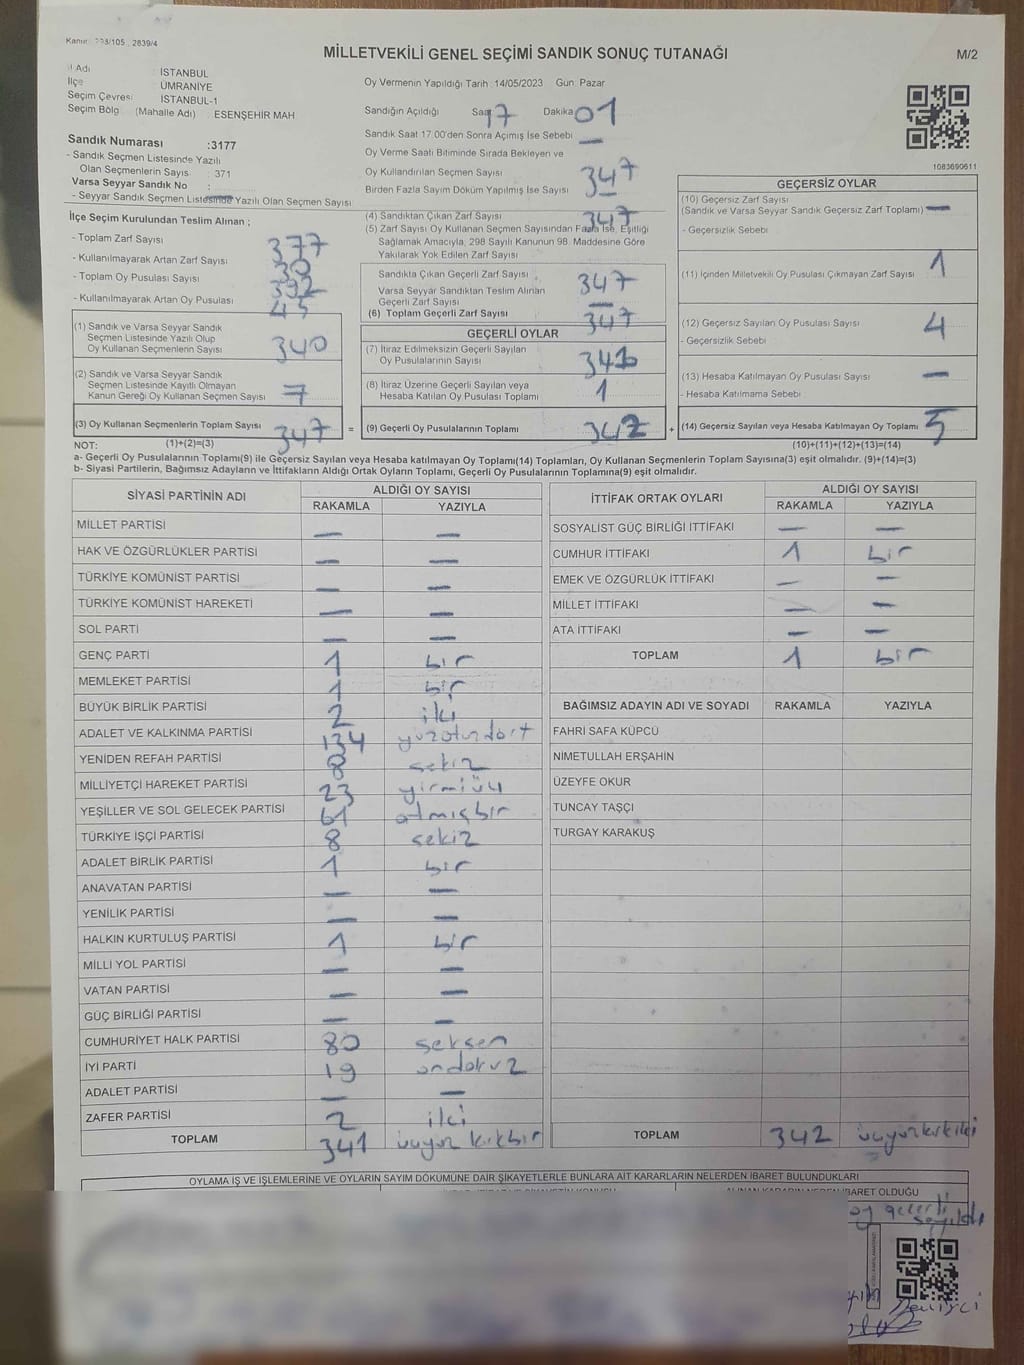 Kanun: 298/105 , 2839/4
MİLLETVEKİLİ GENEL SEÇİMİ SANDIK SONUÇ TUTANAĞI
M/2
İl Adı İSTANBUL
İlçe ÜMRANİYE
Seçim Çevresi İSTANBUL-1
Seçim Bölg. (Mahalle Adı) ESENŞEHİR MAH
Oy Vermenin Yapıldığı Tarih :14/05/2023 Gün: Pazar
Sandığın Açıldığı Saat 17 Dakika 01
Sandık Saat 17.00'den Sonra Açımış İse Sebebi —
Oy Verme Saati Bitiminde Sırada Bekleyen ve
Oy Kullandırılan Seçmen Sayısı 347
Birden Fazla Sayım Döküm Yapılmış İse Sayısı —
1083690611
Sandık Numarası :3177
- Sandık Seçmen Listesinde Yazılı
Olan Seçmenlerin Sayıs : 371
Varsa Seyyar Sandık No :
- Seyyar Sandık Seçmen Listesinde Yazılı Olan Seçmen Sayısı
İlçe Seçim Kurulundan Teslim Alınan ;
- Toplam Zarf Sayısı 377
- Kullanılmayarak Artan Zarf Sayısı 30
- Toplam Oy Pusulası Sayısı 392
- Kullanılmayarak Artan Oy Pusulası 45
(1) Sandık ve Varsa Seyyar Sandık
Seçmen Listesinde Yazılı Olup
Oy Kullanan Seçmenlerin Sayısı 340
(2) Sandık ve Varsa Seyyar Sandık
Seçmen Listesinde Kayıtlı Olmayan
Kanun Gereği Oy Kullanan Seçmen Sayısı 7
(3) Oy Kullanan Seçmenlerin Toplam Sayısı 347 =
(1)+(2)=(3)
(4) Sandıktan Çıkan Zarf Sayısı 347
(5) Zarf Sayısı Oy Kullanan Seçmen Sayısından Fazla İse, Eşitliği
Sağlamak Amacıyla, 298 Sayılı Kanunun 98. Maddesine Göre
Yakılarak Yok Edilen Zarf Sayısı
Sandıkta Çıkan Geçerli Zarf Sayısı 347
Varsa Seyyar Sandıktan Teslim Alınan
Geçerli Zarf Sayısı —
(6) Toplam Geçerli Zarf Sayısı 347
GEÇERLİ OYLAR
(7) İtiraz Edilmeksizin Geçerli Sayılan
Oy Pusulalarının Sayısı
(8) İtiraz Üzerine Geçerli Sayılan veya
Hesaba Katılan Oy Pusulası Toplamı 1
(9) Geçerli Oy Pusulalarının Toplamı 342 +
GEÇERSİZ OYLAR
(10) Geçersiz Zarf Sayısı
(Sandık ve Varsa Seyyar Sandık Geçersiz Zarf Toplamı) —
- Geçersizlik Sebebi
(11) İçinden Milletvekili Oy Pusulası Çıkmayan Zarf Sayısı 1
(12) Geçersiz Sayılan Oy Pusulası Sayısı 4
- Geçersizlik Sebebi
(13) Hesaba Katılmayan Oy Pusulası Sayısı —
- Hesaba Katılmama Sebebi
(14) Geçersiz Sayılan veya Hesaba Katılmayan Oy Toplamı 5
(10)+(11)+(12)+(13)=(14)
NOT:
a- Geçerli Oy Pusulalarının Toplamı(9) ile Geçersiz Sayılan veya Hesaba katılmayan Oy Toplamı(14) Toplamları, Oy Kullanan Seçmenlerin Toplam Sayısına(3) eşit olmalıdır. (9)+(14)=(3)
b- Siyasi Partilerin, Bağımsız Adayların ve İttifakların Aldığı Ortak Oyların Toplamı, Geçerli Oy Pusulalarının Toplamına(9) eşit olmalıdır.
SİYASİ PARTİNİN ADI ALDIĞI OY SAYISI
RAKAMLA YAZIYLA
MİLLET PARTİSİ — —
HAK VE ÖZGÜRLÜKLER PARTİSİ — —
TÜRKİYE KOMÜNİST PARTİSİ — —
TÜRKİYE KOMÜNİST HAREKETİ — —
SOL PARTİ — —
GENÇ PARTİ 1 bir
MEMLEKET PARTİSİ 1 bir
BÜYÜK BİRLİK PARTİSİ 2 iki
ADALET VE KALKINMA PARTİSİ 134 yüzotuzdört
YENİDEN REFAH PARTİSİ 8 sekiz
MİLLİYETÇİ HAREKET PARTİSİ 23 yirmiüç
YEŞİLLER VE SOL GELECEK PARTİSİ 61 atmışbir
TÜRKİYE İŞÇİ PARTİSİ 8 sekiz
ADALET BİRLİK PARTİSİ 1 bir
ANAVATAN PARTİSİ — —
YENİLİK PARTİSİ — —
HALKIN KURTULUŞ PARTİSİ 1 bir
MİLLİ YOL PARTİSİ — —
VATAN PARTİSİ — —
GÜÇ BİRLİĞİ PARTİSİ — —
CUMHURİYET HALK PARTİSİ 80 seksen
İYİ PARTİ 19 ondokuz
ADALET PARTİSİ — —
ZAFER PARTİSİ 2 iki
TOPLAM 341 üçyüz kırkbir
İTTİFAK ORTAK OYLARI ALDIĞI OY SAYISI
RAKAMLA YAZIYLA
SOSYALİST GÜÇ BİRLİĞİ İTTİFAKI — —
CUMHUR İTTİFAKI 1 bir
EMEK VE ÖZGÜRLÜK İTTİFAKI — —
MİLLET İTTİFAKI — —
ATA İTTİFAKI — —
TOPLAM 1 bir
BAĞIMSIZ ADAYIN ADI VE SOYADI RAKAMLA YAZIYLA
FAHRİ SAFA KÜPCÜ
NİMETULLAH ERŞAHİN
ÜZEYFE OKUR
TUNCAY TAŞÇI
TURGAY KARAKUŞ
TOPLAM 342 üçyüzkırkiki
OYLAMA İŞ VE İŞLEMLERİNE VE OYLARIN SAYIM DÖKÜMÜNE DAİR ŞİKAYETLERLE BUNLARA AİT KARARLARIN NELERDEN İBARET BULUNDUKLARI
İBARET OLDUĞU
oy geçerli
sayıldı
Demirci